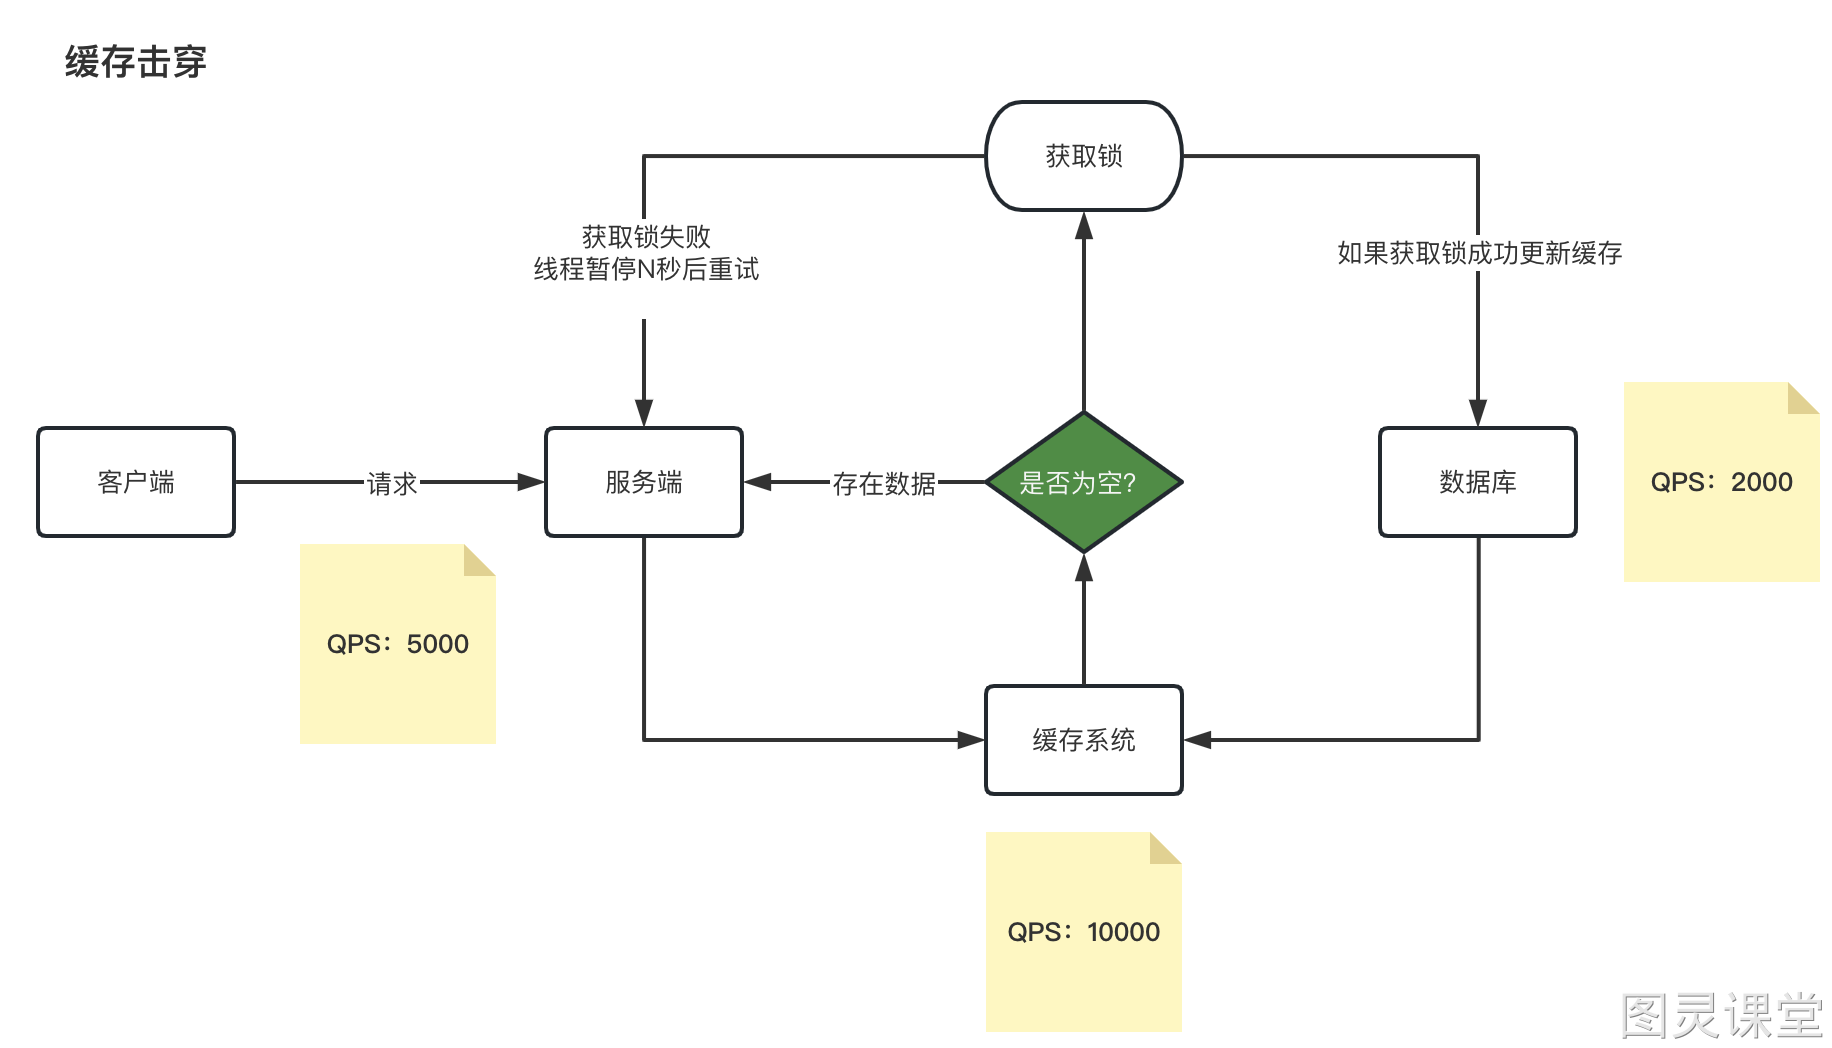 缓存击穿
获取锁
获取锁失败
线程暂停N秒后重试
如果获取锁成功更新缓存
客户端
请求
服务端
存在数据
是否为空?
数据库
QPS：2000
QPS：5000
缓存系统
QPS：10000
图灵课堂